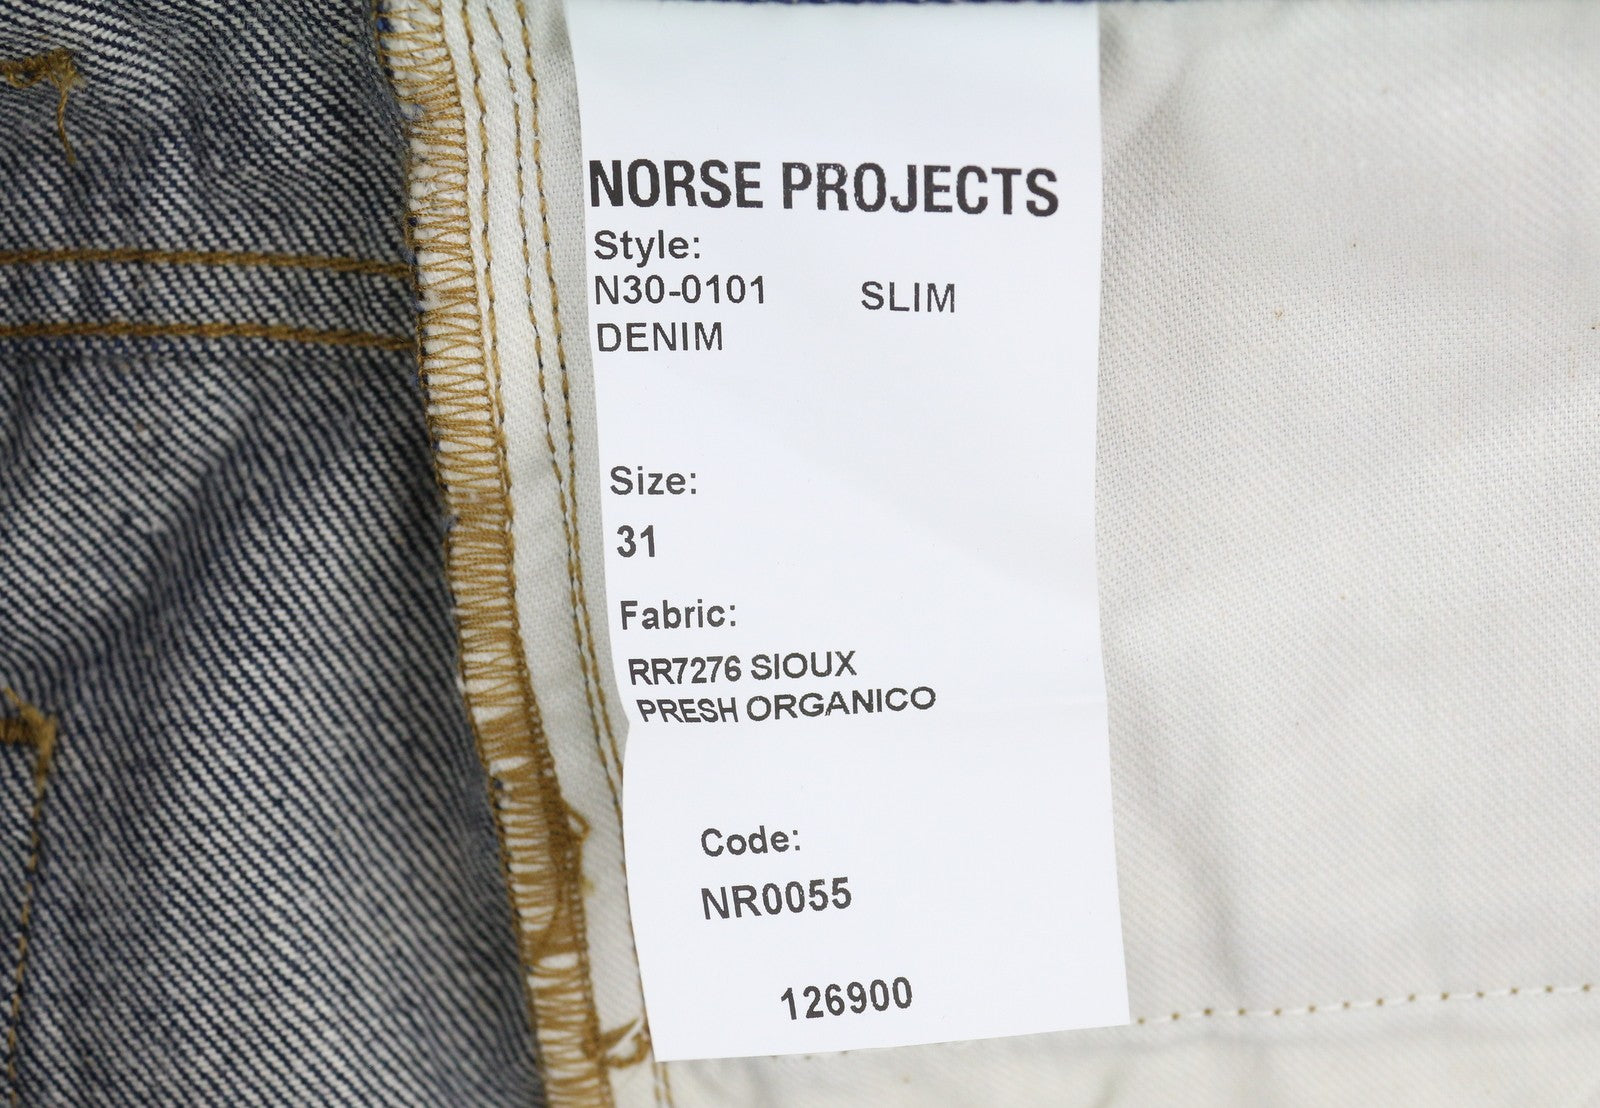 NORSE PROJECTS
Style:
N30-0101 SLIM
DENIM
Size:
31
Fabric:
RR7276 SIOUX
PRESH ORGANICO
Code:
NR0055
126900